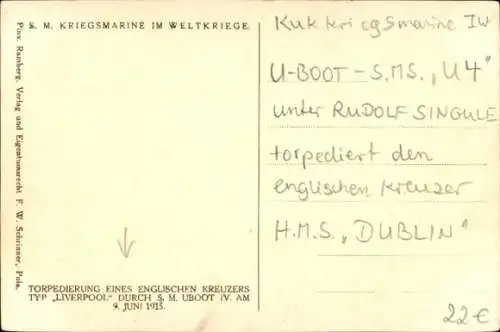 S. M. KRIEGSMARINE IM WELTKRIEGE.
Pinx. Ramberg. Verlag und Eigentumsrecht F. W. Schrinner, Pola.
TORPEDIERUNG EINES ENGLISCHEN KREUZERS
TYP „LIVERPOOL“ DURCH S. M. UBOOT IV. AM
9. JUNI 1915.
KuK Kriegsmarine IW
U-BOOT - S.M.S. „U4"
unter RUDOLF SINGULE
torpediert den
englischen Kreuzer
H.M.S. „DUBLIN"
22€